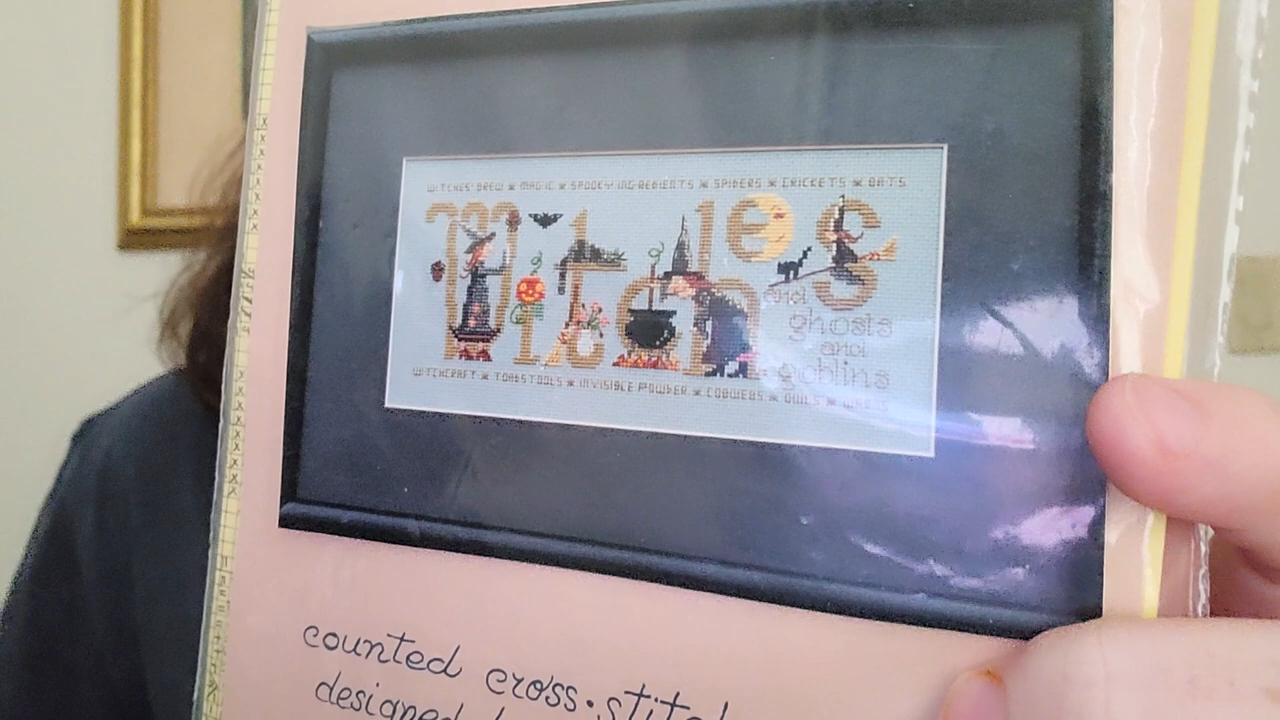 WITCHES' BREW * MAGIC * SPOOKY INGREDIENTS * SPIDERS * CRICKETS * BATS
Witches
and
ghosts
and
goblins
WITCHCRAFT * TOADSTOOLS * INVISIBLE POWDER * COBWEBS * OWLS *
counted cross-stitch
designed